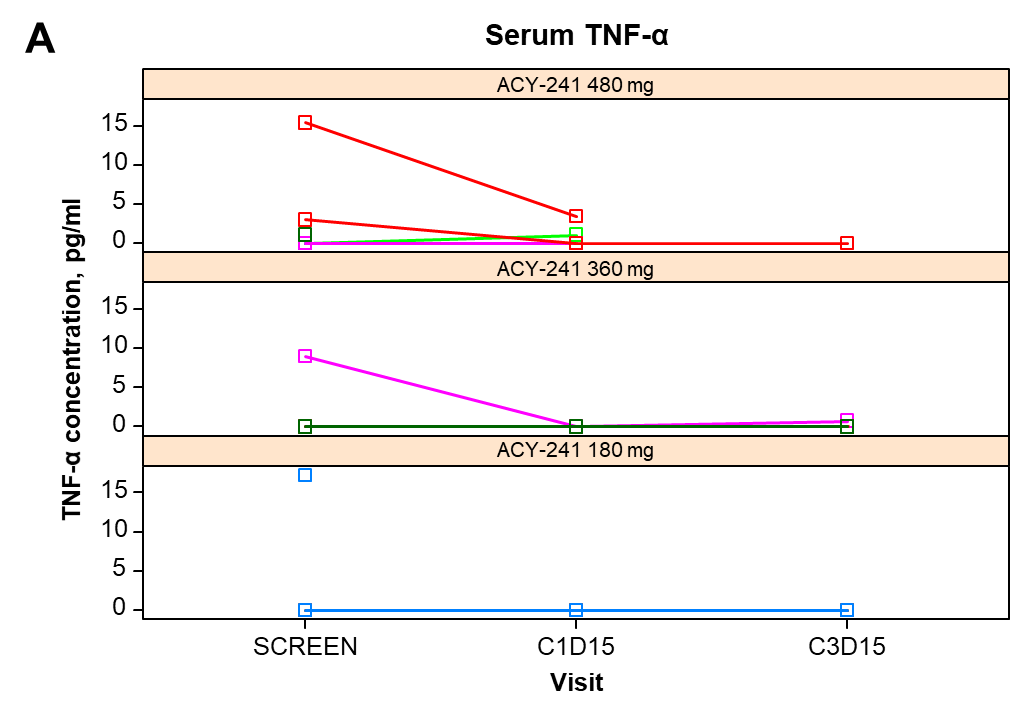 A
Serum TNF-α
ACY-241 480 mg
15
10
5
0
ACY-241 360 mg
15
10
5
0
ACY-241 180 mg
15
10
5
0
TNF-α concentration, pg/ml
SCREEN C1D15 C3D15
Visit